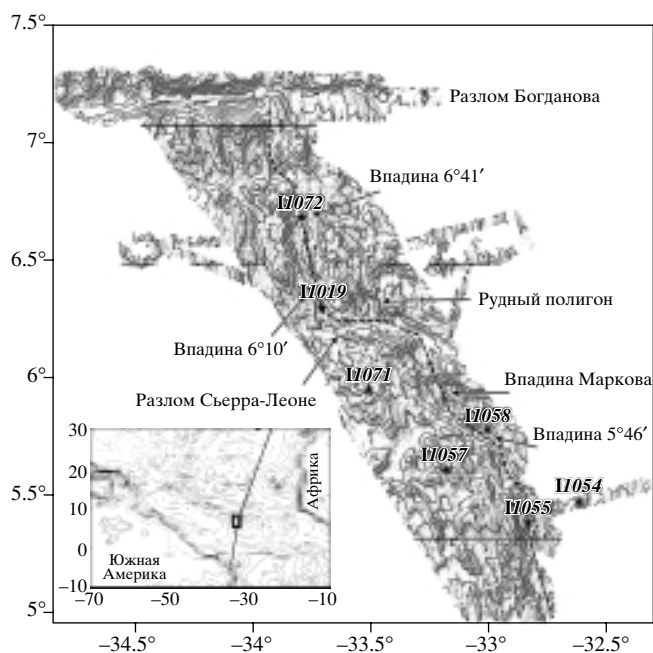 7.5°
Разлом Богданова
7°
Впадина 6°41′
I1072
6.5°
I1019
Рудный полигон
Впадина 6°10′
6°
I1071
Впадина Маркова
Разлом Сьерра-Леоне
I1058
Впадина 5°46′
I1057
5.5°
I1054
I1055
5°
30
20
10
0
–10
Африка
Южная
Америка
–70 –50 –30 –10
–34.5° –34° –33.5° –33° –32.5°